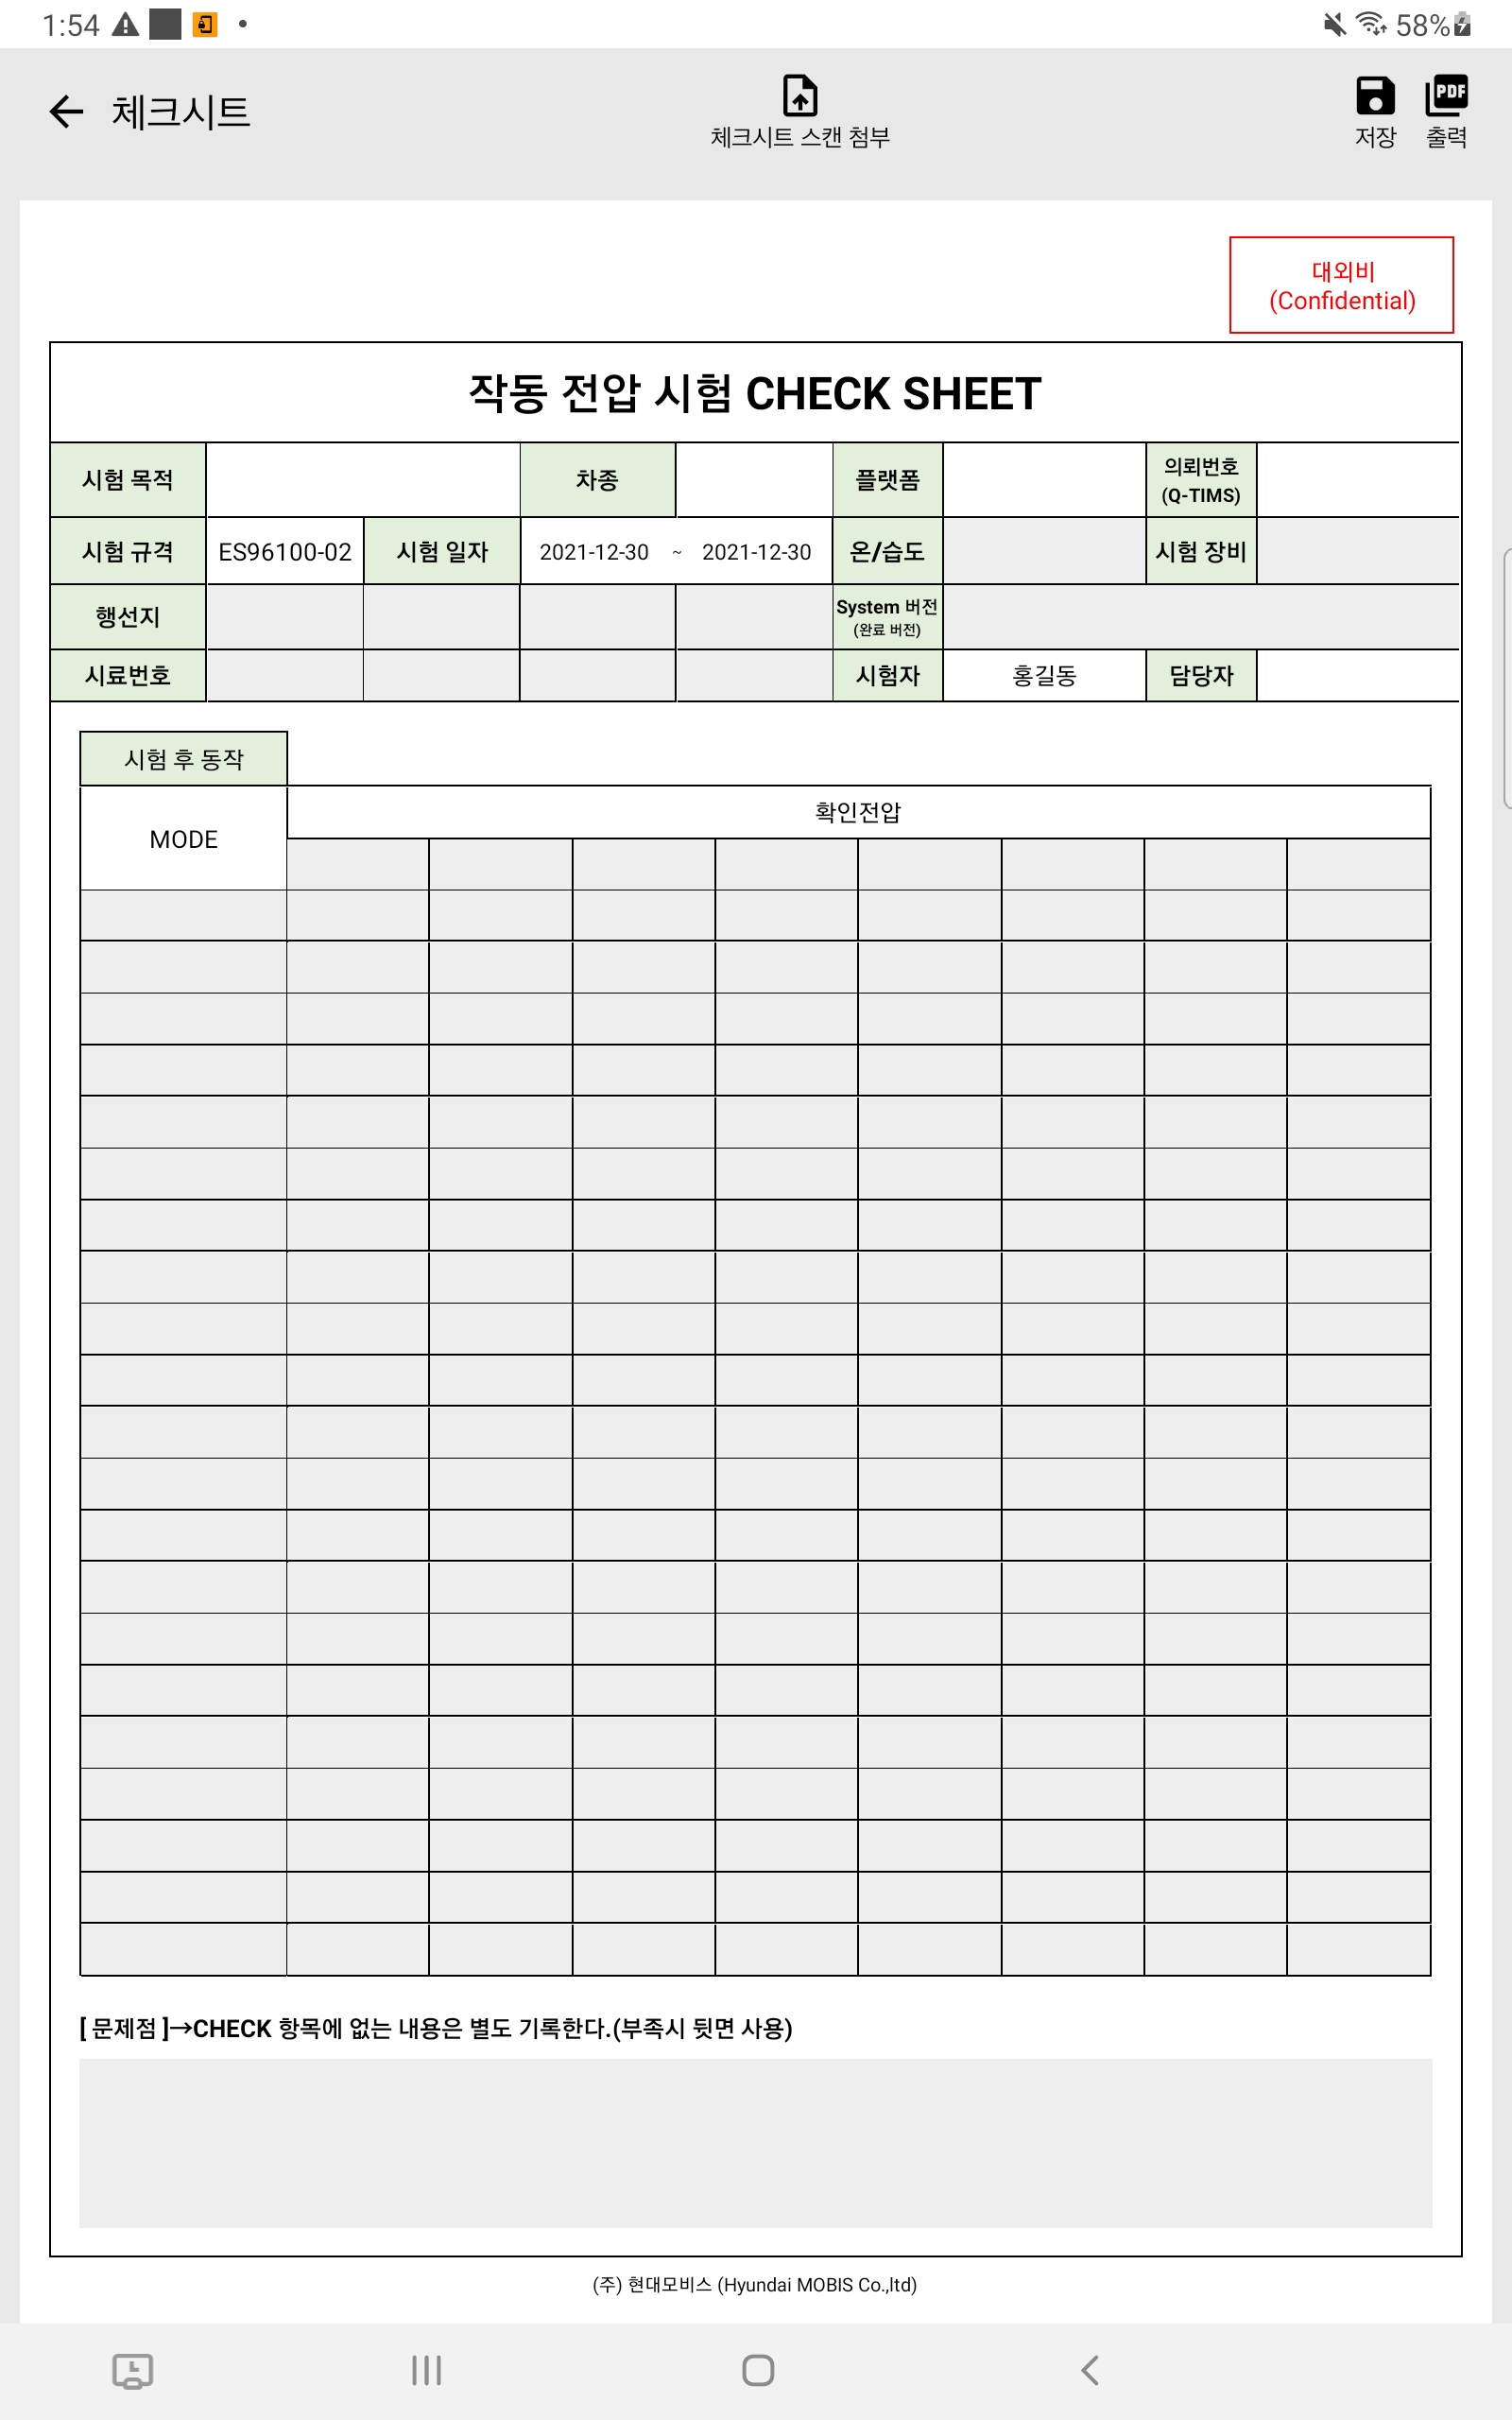 1:54
58%
체크시트
체크시트 스캔 첨부
저장
PDF
출력
대외비
(Confidential)
작동 전압 시험 CHECK SHEET
시험 목적 차종 플랫폼 의뢰번호
(Q-TIMS)
시험 규격 ES96100-02 시험 일자 2021-12-30 ~ 2021-12-30 온/습도 시험 장비
행선지 System 버전
(완료 버전)
시료번호 시험자 홍길동 담당자
시험 후 동작
MODE 확인전압
[ 문제점 ]→CHECK 항목에 없는 내용은 별도 기록한다.(부족시 뒷면 사용)
(주) 현대모비스 (Hyundai MOBIS Co.,ltd)